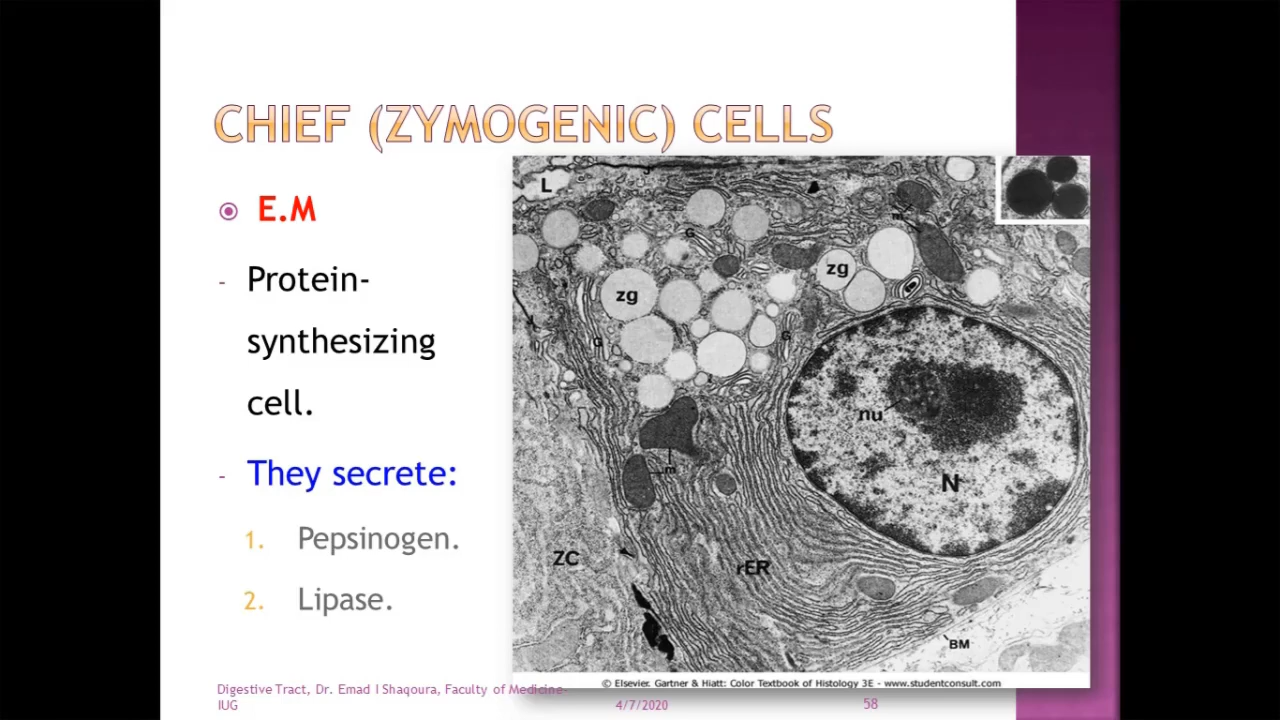 CHIEF (ZYMOGENIC) CELLS
E.M
- Protein-
synthesizing
cell.
- They secrete:
1. Pepsinogen.
2. Lipase.
L
m
G
zg
zg
G
G
nu
m
N
ZC
rER
BM
© Elsevier. Gartner & Hiatt: Color Textbook of Histology 3E - www.studentconsult.com
Digestive Tract, Dr. Emad I Shaqoura, Faculty of Medicine-
IUG
4/7/2020
58